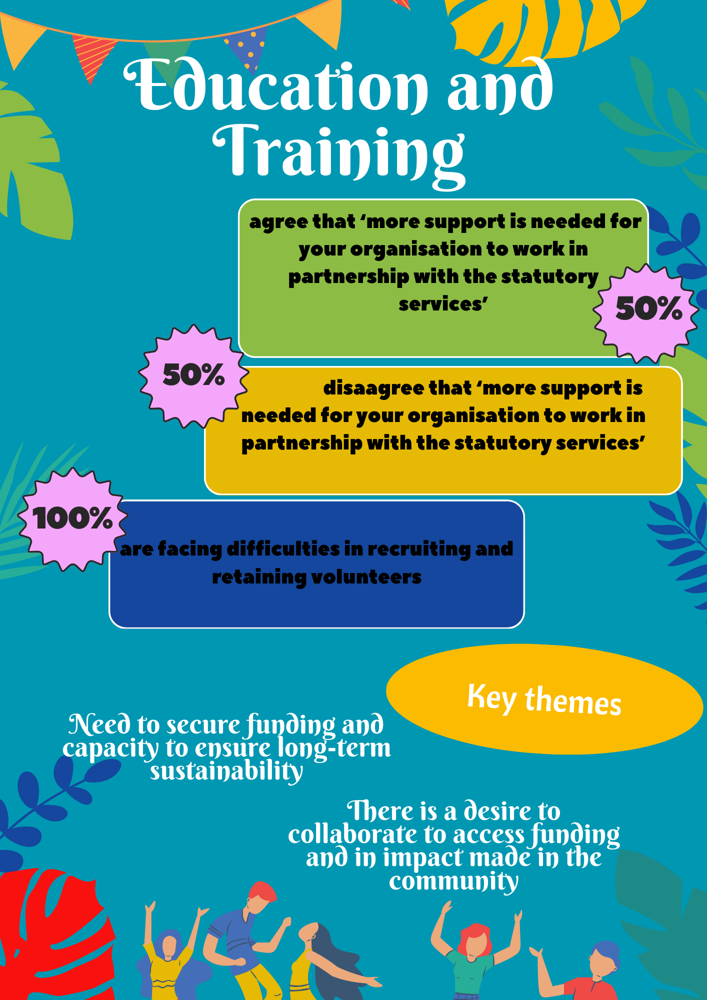 Education and
Training
agree that ‘more support is needed for
your organisation to work in
partnership with the statutory
services’
50%
50%
disaagree that ‘more support is
needed for your organisation to work in
partnership with the statutory services’
100%
are facing difficulties in recruiting and
retaining volunteers
Key themes
Need to secure funding and
capacity to ensure long-term
sustainability
There is a desire to
collaborate to access funding
and in impact made in the
community